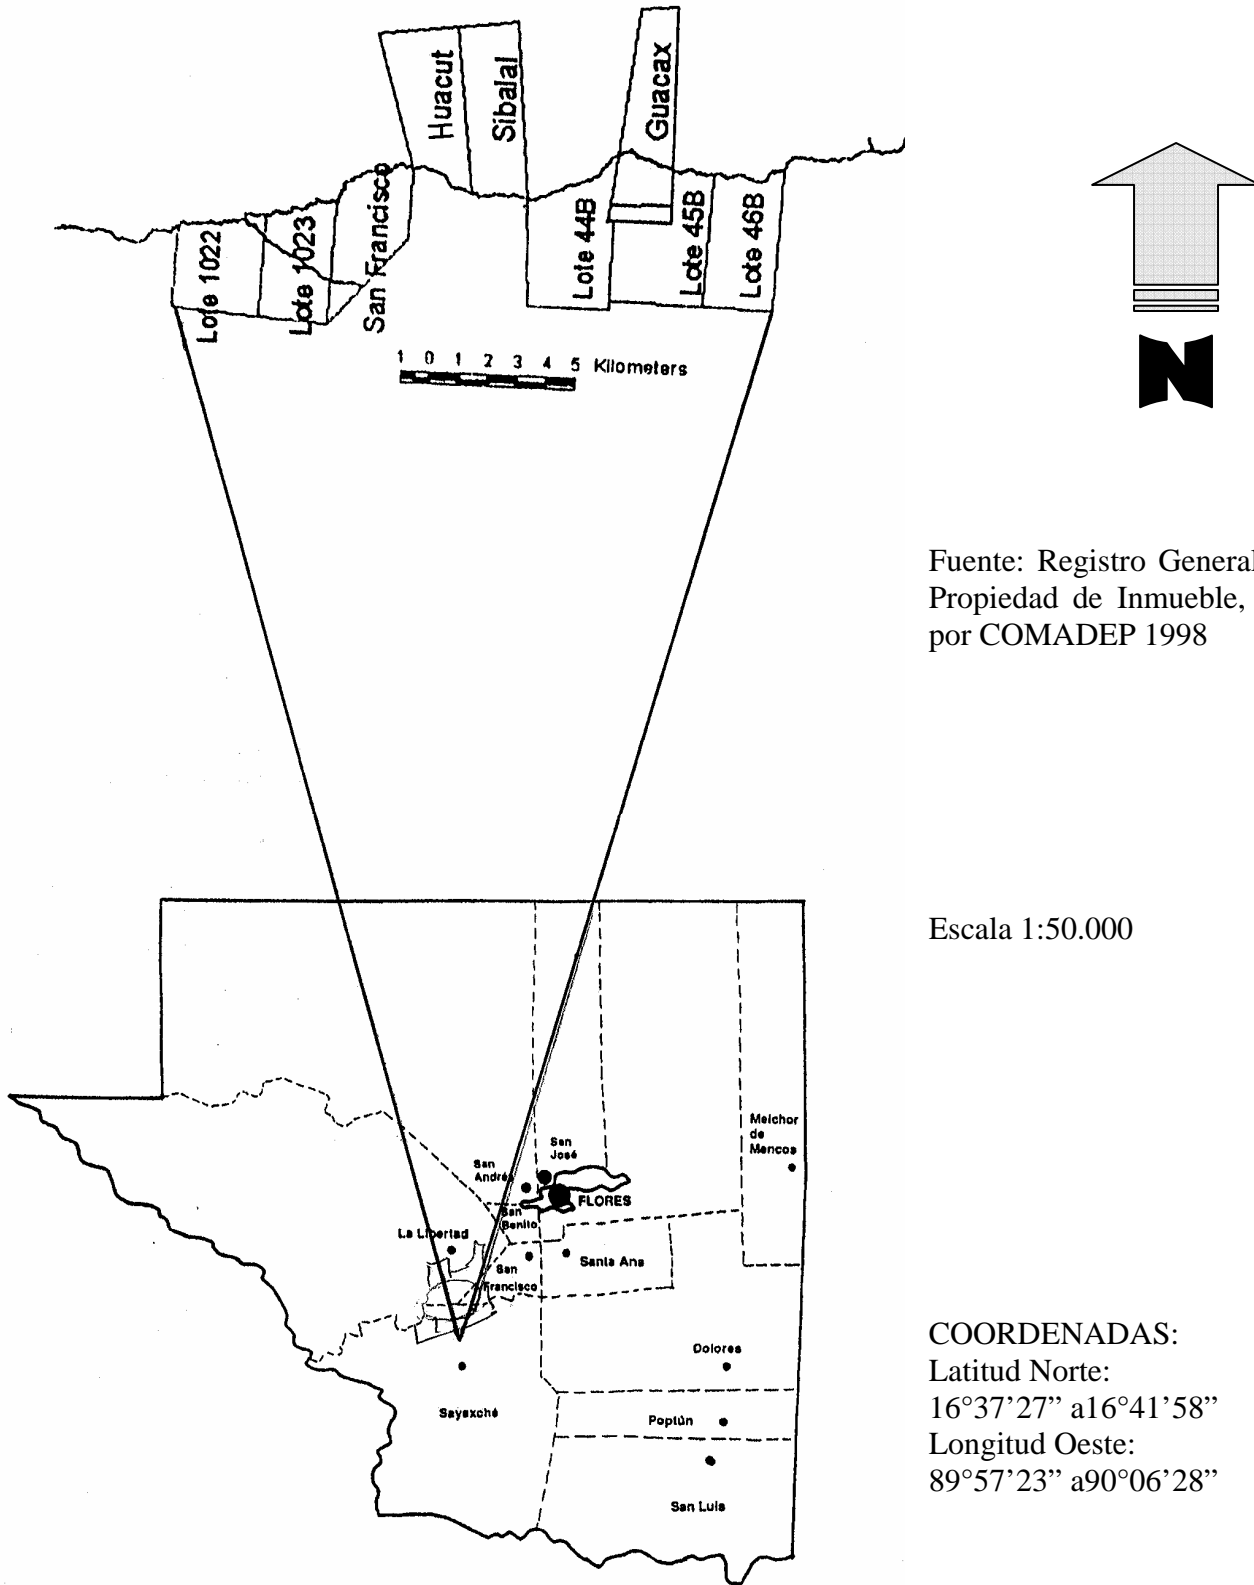 Huacut
Sibalal
Guacax
Lote 1022
Lote 1023
San Francisco
Lote 44B
Lote 45B
Lote 46B
1 0 1 2 3 4 5 Kilometers
N
Fuente: Registro General
Propiedad de Inmueble,
por COMADEP 1998
Escala 1:50.000
Melchor
de
Mencos
San
José
San
Andrés
FLORES
San
Benito
La Libertad
San
Francisco
Santa Ana
Dolores
Sayaxché
Poptún
San Luis
COORDENADAS:
Latitud Norte:
16°37’27” a16°41’58”
Longitud Oeste:
89°57’23” a90°06’28”